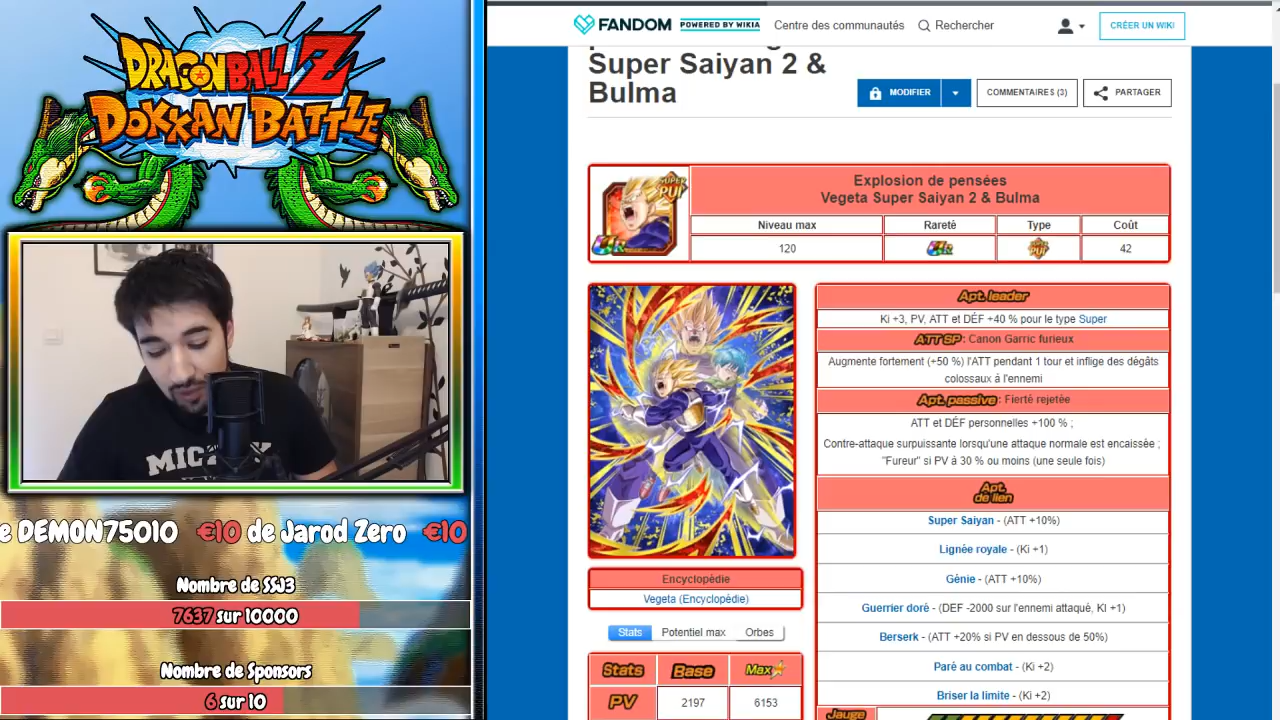 DRAGON BALL Z
DOKKAN BATTLE
e DEMON75010 €10 de Jarod Zero €10
Nombre de SSJ3
7637 sur 10000
Nombre de Sponsors
6 sur 10
FANDOM POWERED BY WIKIA Centre des communautés Rechercher CRÉER UN WIKI
Super Saiyan 2 &
Bulma
MODIFIER COMMENTAIRES (3) PARTAGER
SUPER PUI
Explosion de pensées
Vegeta Super Saiyan 2 & Bulma
Niveau max Rareté Type Coût
120 SUPER PUI 42
Apt. leader
Ki +3, PV, ATT et DÉF +40 % pour le type Super
ATT SP : Canon Garric furieux
Augmente fortement (+50 %) l'ATT pendant 1 tour et inflige des dégâts
colossaux à l'ennemi
Apt. passive : Fierté rejetée
ATT et DÉF personnelles +100 % ;
Contre-attaque surpuissante lorsqu'une attaque normale est encaissée ;
"Fureur" si PV à 30 % ou moins (une seule fois)
Apt.
de lien
Super Saiyan - (ATT +10%)
Lignée royale - (Ki +1)
Génie - (ATT +10%)
Guerrier doré - (DEF -2000 sur l'ennemi attaqué, KI +1)
Berserk - (ATT +20% si PV en dessous de 50%)
Paré au combat - (Ki +2)
Briser la limite - (Ki +2)
Jauge
Encyclopédie
Vegeta (Encyclopédie)
Stats Potentiel max Orbes
Stats Base Max
PV 2197 6153